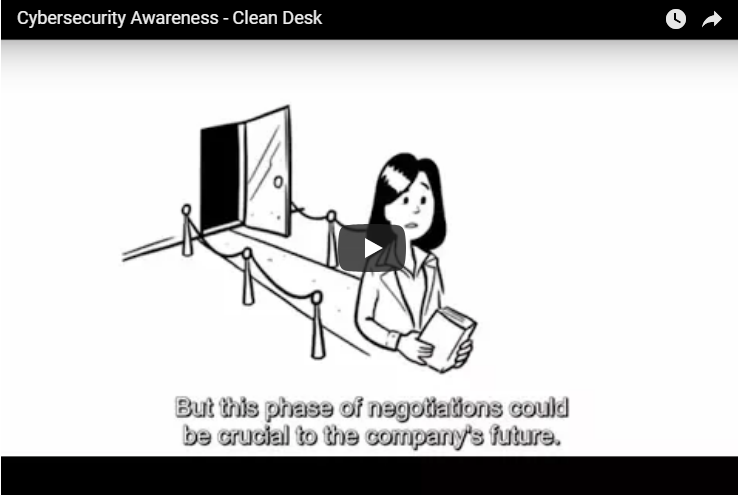 Cybersecurity Awareness - Clean Desk
But this phase of negotiations could
be crucial to the company's future.